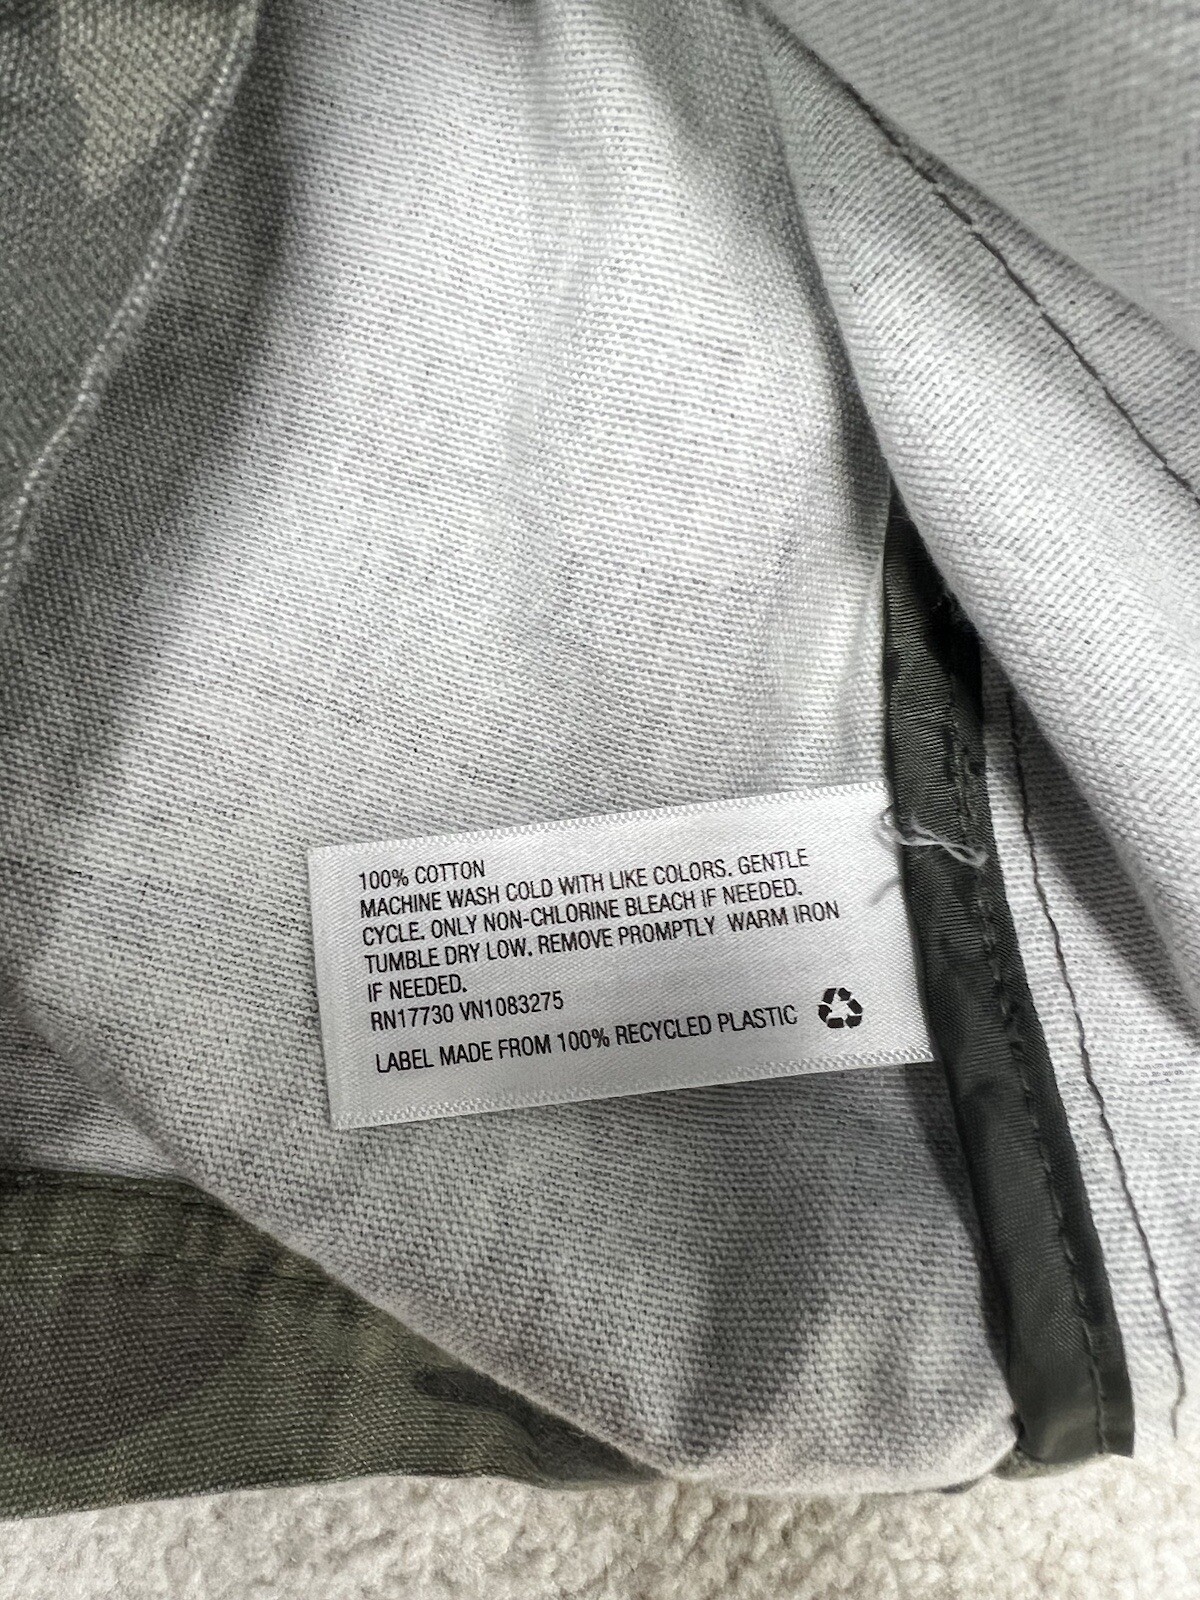 100% COTTON
MACHINE WASH COLD WITH LIKE COLORS. GENTLE
CYCLE. ONLY NON-CHLORINE BLEACH IF NEEDED.
TUMBLE DRY LOW. REMOVE PROMPTLY WARM IRON
IF NEEDED.
RN17730 VN1083275
LABEL MADE FROM 100% RECYCLED PLASTIC